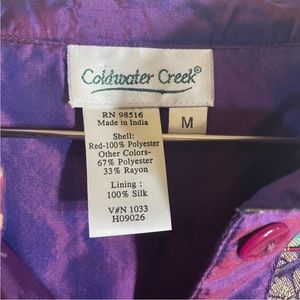 Coldwater Creek®
RN 98516
Made in India
M
Shell:
Red-100% Polyester
Other Colors-
67% Polyester
33% Rayon
Lining :
100% Silk
V#N 1033
H09026